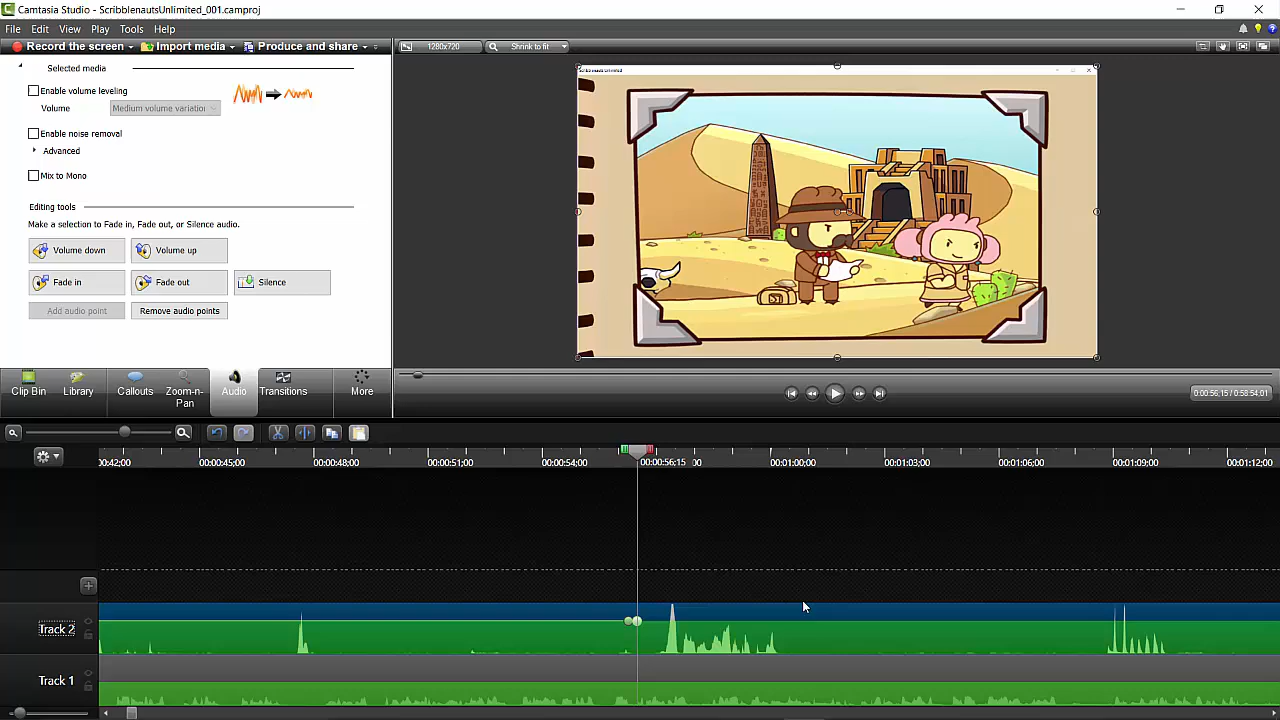 Camtasia Studio - ScribblenautsUnlimited_001.camproj
File Edit View Play Tools Help
Record the screen Import media Produce and share
1280x720 Shrink to fit
Selected media
Enable volume leveling
Volume Medium volume variation
Enable noise removal
Advanced
Mix to Mono
Editing tools
Make a selection to Fade in, Fade out, or Silence audio.
Volume down Volume up
Fade in Fade out Silence
Add audio point Remove audio points
Clip Bin Library Callouts Zoom-n-Pan Audio Transitions More
0:00:56;15 / 0:58:54;01
00:42;00 00:00:45;00 00:00:48;00 00:00:51;00 00:00:54;00 00:00:56;15 00 00:01:00;00 00:01:03;00 00:01:06;00 00:01:09;00 00:01:12;00
Track 2
Track 1